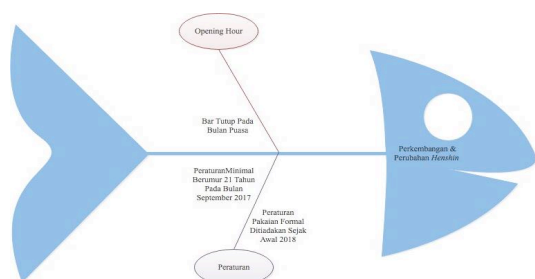 Opening Hour
Bar Tutup Pada
Bulan Puasa
Perkembangan &
Perubahan Henshin
PeraturanMinimal
Berumur 21 Tahun
Pada Bulan
September 2017
Peraturan
Pakaian Formal
Ditiadakan Sejak
Awal 2018
Peraturan